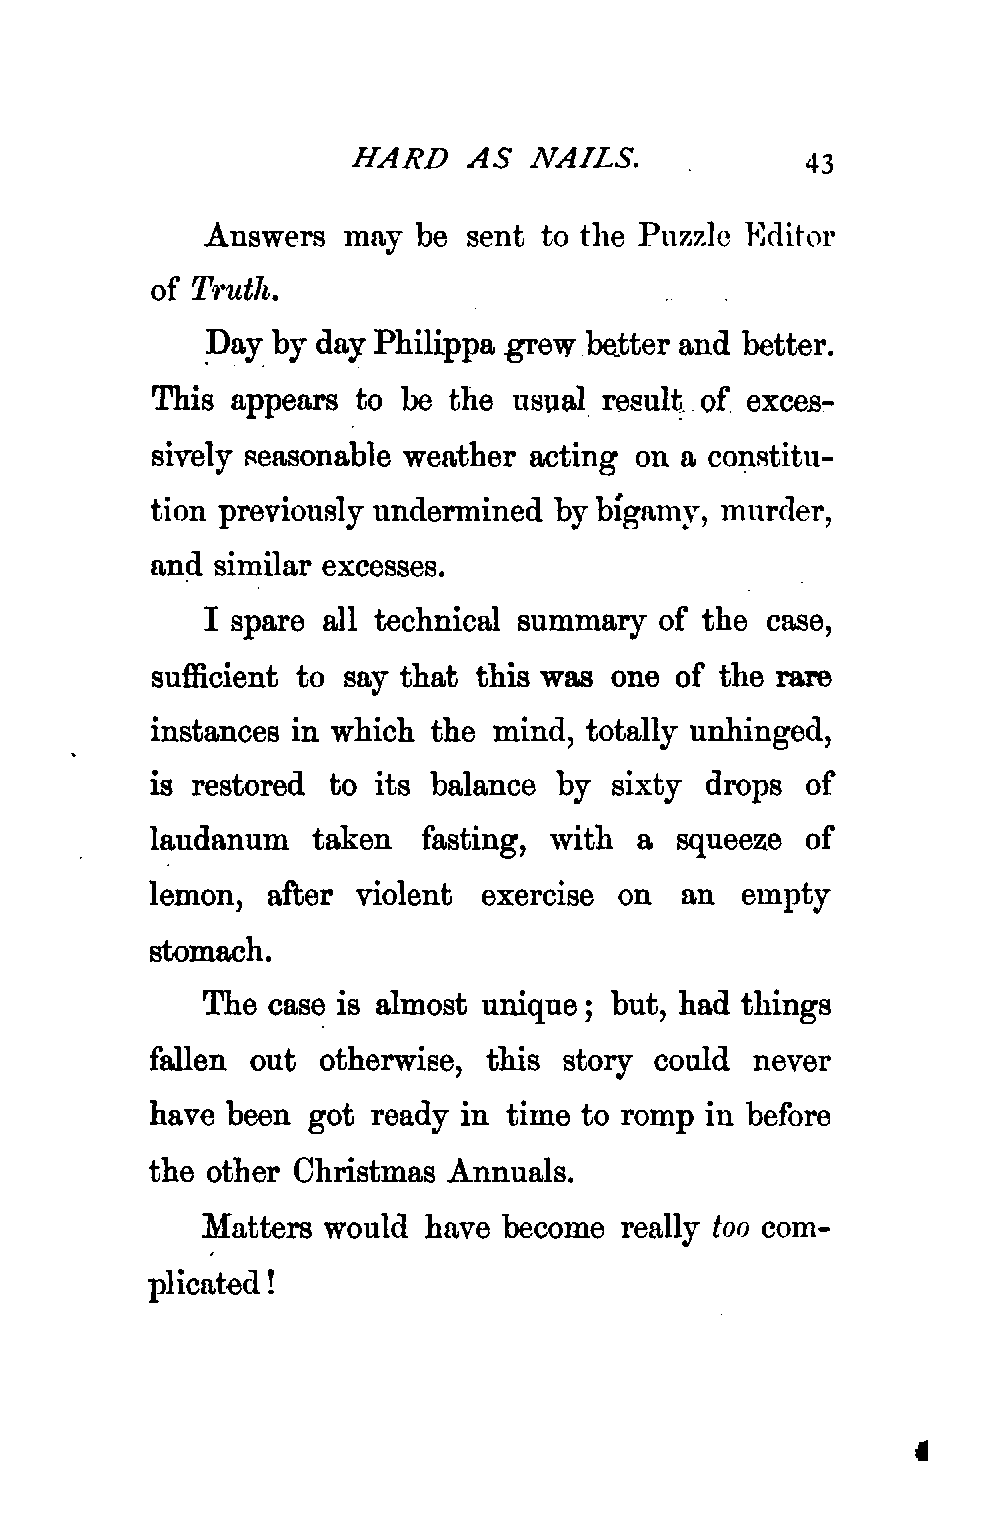 HARD AS NAILS. 43
Answers may be sent to the Puzzle Editor
of Truth.
Day by day Philippa grew better and better.
This appears to be the usual result of exces-
sively seasonable weather acting on a constitu-
tion previously undermined by bigamy, murder,
and similar excesses.
I spare all technical summary of the case,
sufficient to say that this was one of the rare
instances in which the mind, totally unhinged,
is restored to its balance by sixty drops of
laudanum taken fasting, with a squeeze of
lemon, after violent exercise on an empty
stomach.
The case is almost unique; but, had things
fallen out otherwise, this story could never
have been got ready in time to romp in before
the other Christmas Annuals.
Matters would have become really too com-
plicated!